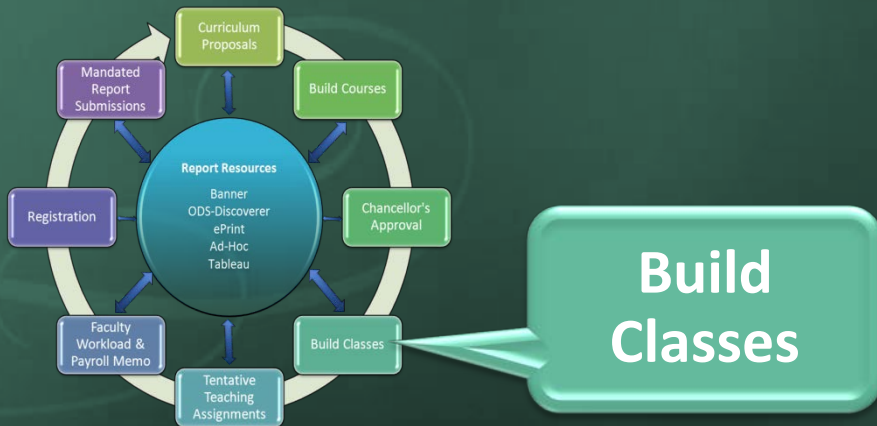 Curriculum
Proposals
Build Courses
Chancellor's
Approval
Build Classes
Tentative
Teaching
Assignments
Faculty
Workload &
Payroll Memo
Registration
Mandated
Report
Submissions
Report Resources
Banner
ODS-Discoverer
ePrint
Ad-Hoc
Tableau
Build
Classes